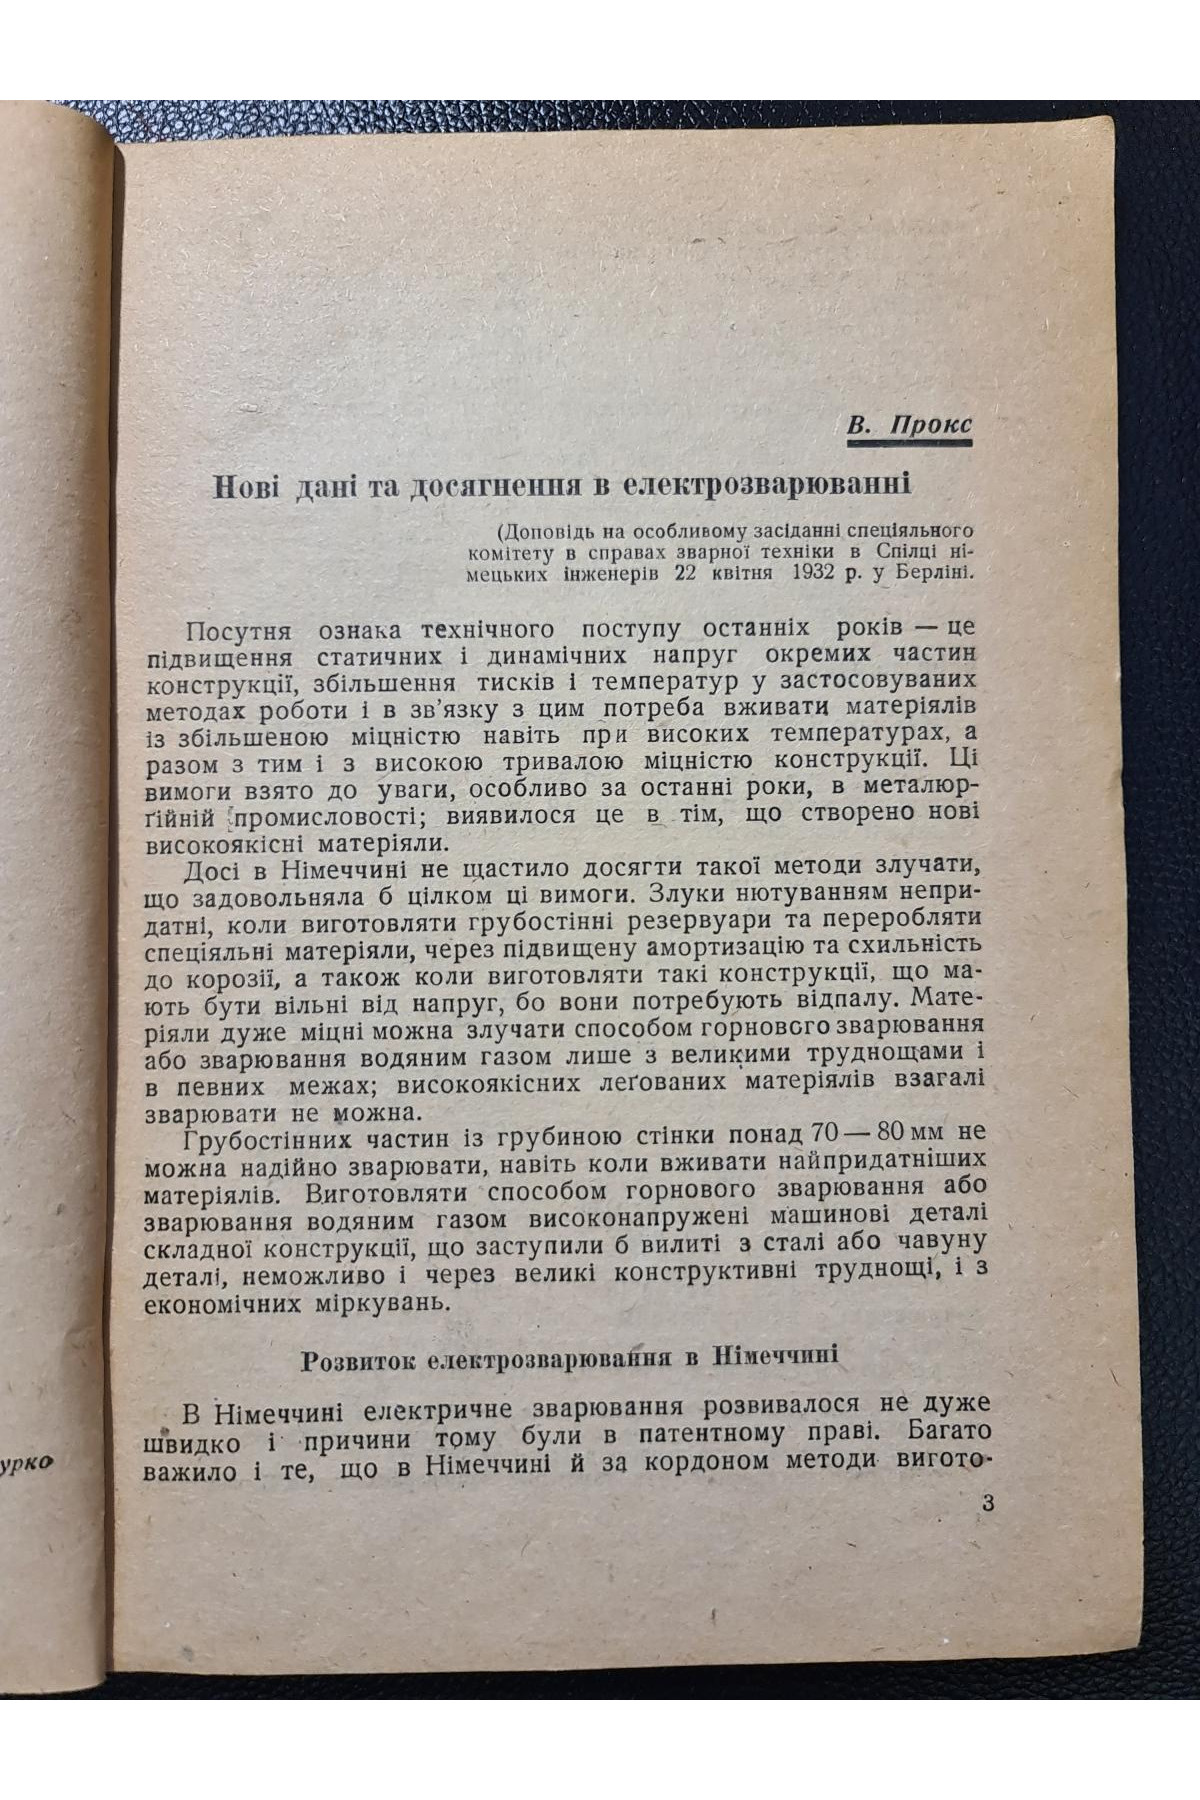 В. Прокс
Нові дані та досягнення в електрозварюванні
(Доповідь на особливому засіданні спеціяльного
комітету в справах зварної техніки в Спілці ні-
мецьких інженерів 22 квітня 1932 р. у Берліні.
Посутня ознака технічного поступу останніх років — це
підвищення статичних і динамічних напруг окремих частин
конструкції, збільшення тисків і температур у застосовуваних
методах роботи і в зв'язку з цим потреба вживати матеріялів
із збільшеною міцністю навіть при високих температурах, а
разом з тим і з високою тривалою міцністю конструкції. Ці
вимоги взято до уваги, особливо за останні роки, в металюр-
ґійній промисловості; виявилося це в тім, що створено нові
високоякісні матеріяли.
Досі в Німеччині не щастило досягти такої методи злучати,
що задовольняла б цілком ці вимоги. Злуки нютуванням непри-
датні, коли виготовляти грубостінні резервуари та переробляти
спеціяльні матеріяли, через підвищену амортизацію та схильність
до корозії, а також коли виготовляти такі конструкції, що ма-
ють бути вільні від напруг, бо вони потребують відпалу. Мате-
ріяли дуже міцні можна злучати способом горнового зварювання
або зварювання водяним газом лише з великими труднощами і
в певних межах; високоякісних леґованих матеріялів взагалі
зварювати не можна.
Грубостінних частин із грубиною стінки понад 70 — 80 мм не
можна надійно зварювати, навіть коли вживати найпридатніших
матеріялів. Виготовляти способом горнового зварювання або
зварювання водяним газом високонапружені машинові деталі
складної конструкції, що заступили б вилиті з сталі або чавуну
деталі, неможливо і через великі конструктивні труднощі, і з
економічних міркувань.
Розвиток електрозварювання в Німеччині
В Німеччині електричне зварювання розвивалося не дуже
швидко і причини тому були в патентному праві. Багато
важило і те, що в Німеччині й за кордоном методи вигото-
урко
3